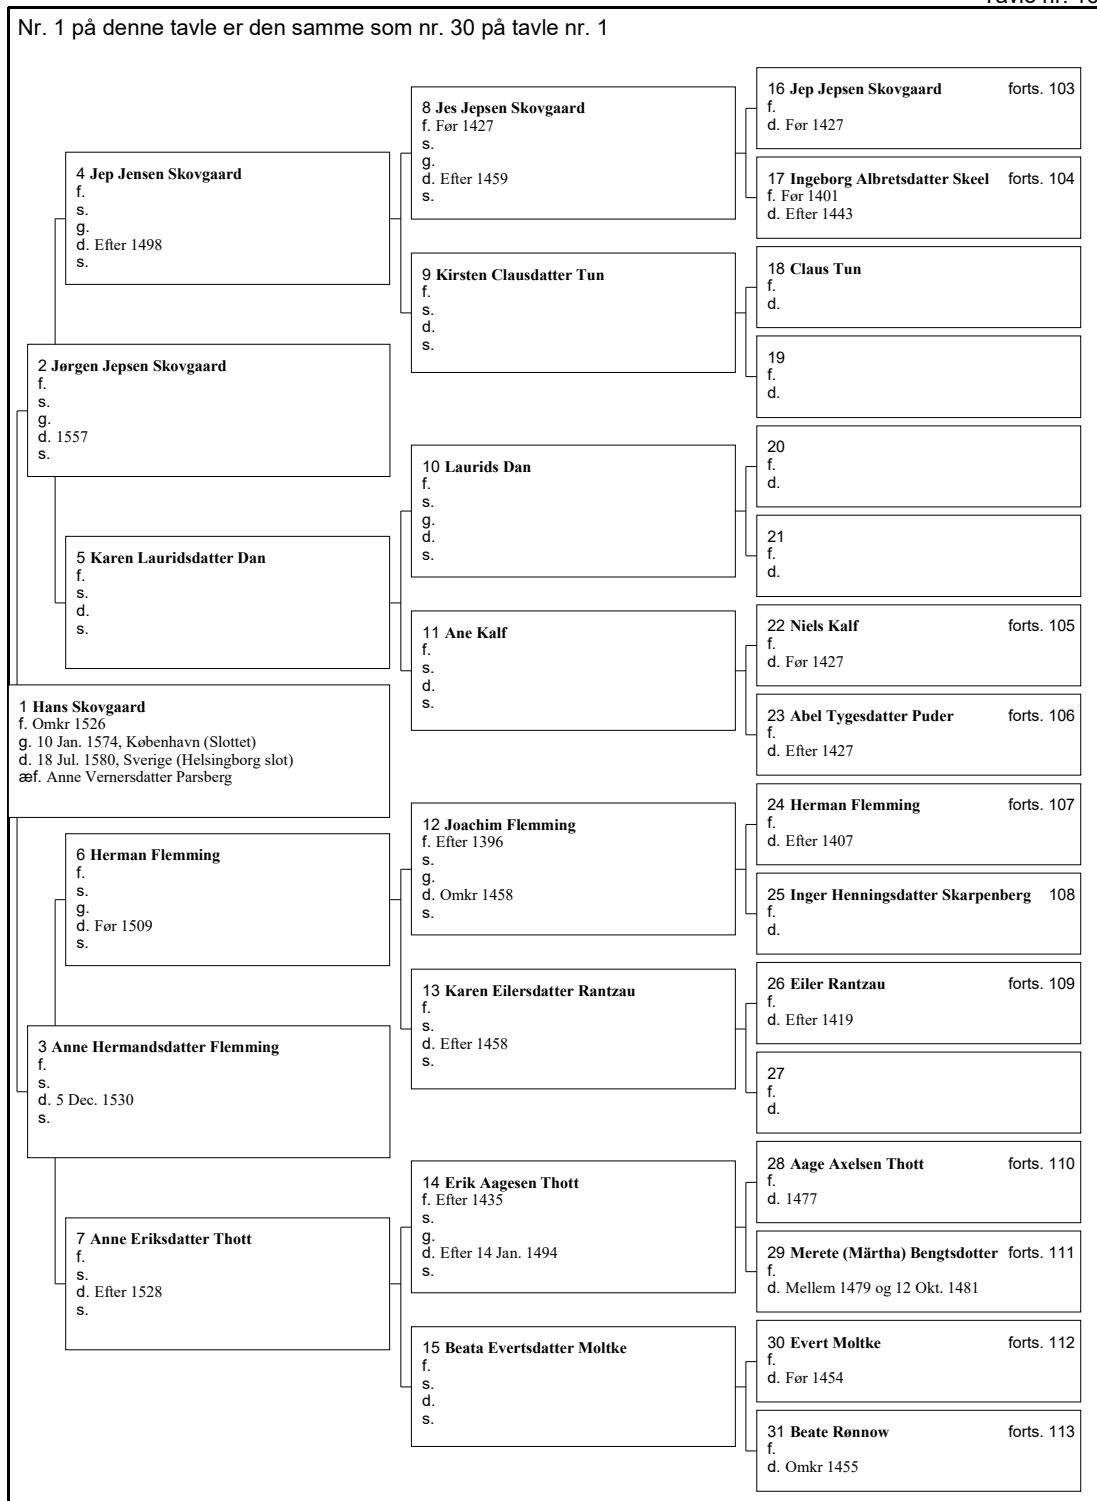 Nr. 1 på denne tavle er den samme som nr. 30 på tavle nr. 1
16 Jep Jepsen Skovgaard forts. 103
f.
d. Før 1427
8 Jes Jepsen Skovgaard
f. Før 1427
s.
g.
d. Efter 1459
s.
17 Ingeborg Albretsdatter Skeel forts. 104
f. Før 1401
d. Efter 1443
4 Jep Jensen Skovgaard
f.
s.
g.
d. Efter 1498
s.
18 Claus Tun
f.
d.
9 Kirsten Clausdatter Tun
f.
s.
d.
s.
19
f.
d.
2 Jørgen Jepsen Skovgaard
f.
s.
g.
d. 1557
s.
20
f.
d.
10 Laurids Dan
f.
s.
g.
d.
s.
21
f.
d.
5 Karen Lauridsdatter Dan
f.
s.
d.
s.
22 Niels Kalf forts. 105
f.
d. Før 1427
11 Ane Kalf
f.
s.
d.
s.
23 Abel Tygesdatter Puder forts. 106
f.
d. Efter 1427
1 Hans Skovgaard
f. Omkr 1526
g. 10 Jan. 1574, København (Slottet)
d. 18 Jul. 1580, Sverige (Helsingborg slot)
æf. Anne Vernersdatter Parsberg
24 Herman Flemming forts. 107
f.
d. Efter 1407
12 Joachim Flemming
f. Efter 1396
s.
g.
d. Omkr 1458
s.
25 Inger Henningsdatter Skarpenberg 108
f.
d.
6 Herman Flemming
f.
s.
g.
d. Før 1509
s.
26 Eiler Rantzau forts. 109
f.
d. Efter 1419
13 Karen Eilersdatter Rantzau
f.
s.
d. Efter 1458
s.
27
f.
d.
3 Anne Hermandsdatter Flemming
f.
s.
d. 5 Dec. 1530
s.
28 Aage Axelsen Thott forts. 110
f.
d. 1477
14 Erik Aagesen Thott
f. Efter 1435
s.
g.
d. Efter 14 Jan. 1494
s.
29 Merete (Märtha) Bengtsdotter forts. 111
f.
d. Mellem 1479 og 12 Okt. 1481
7 Anne Eriksdatter Thott
f.
s.
d. Efter 1528
s.
30 Evert Moltke forts. 112
f.
d. Før 1454
15 Beata Evertsdatter Moltke
f.
s.
d.
s.
31 Beate Rønnow forts. 113
f.
d. Omkr 1455